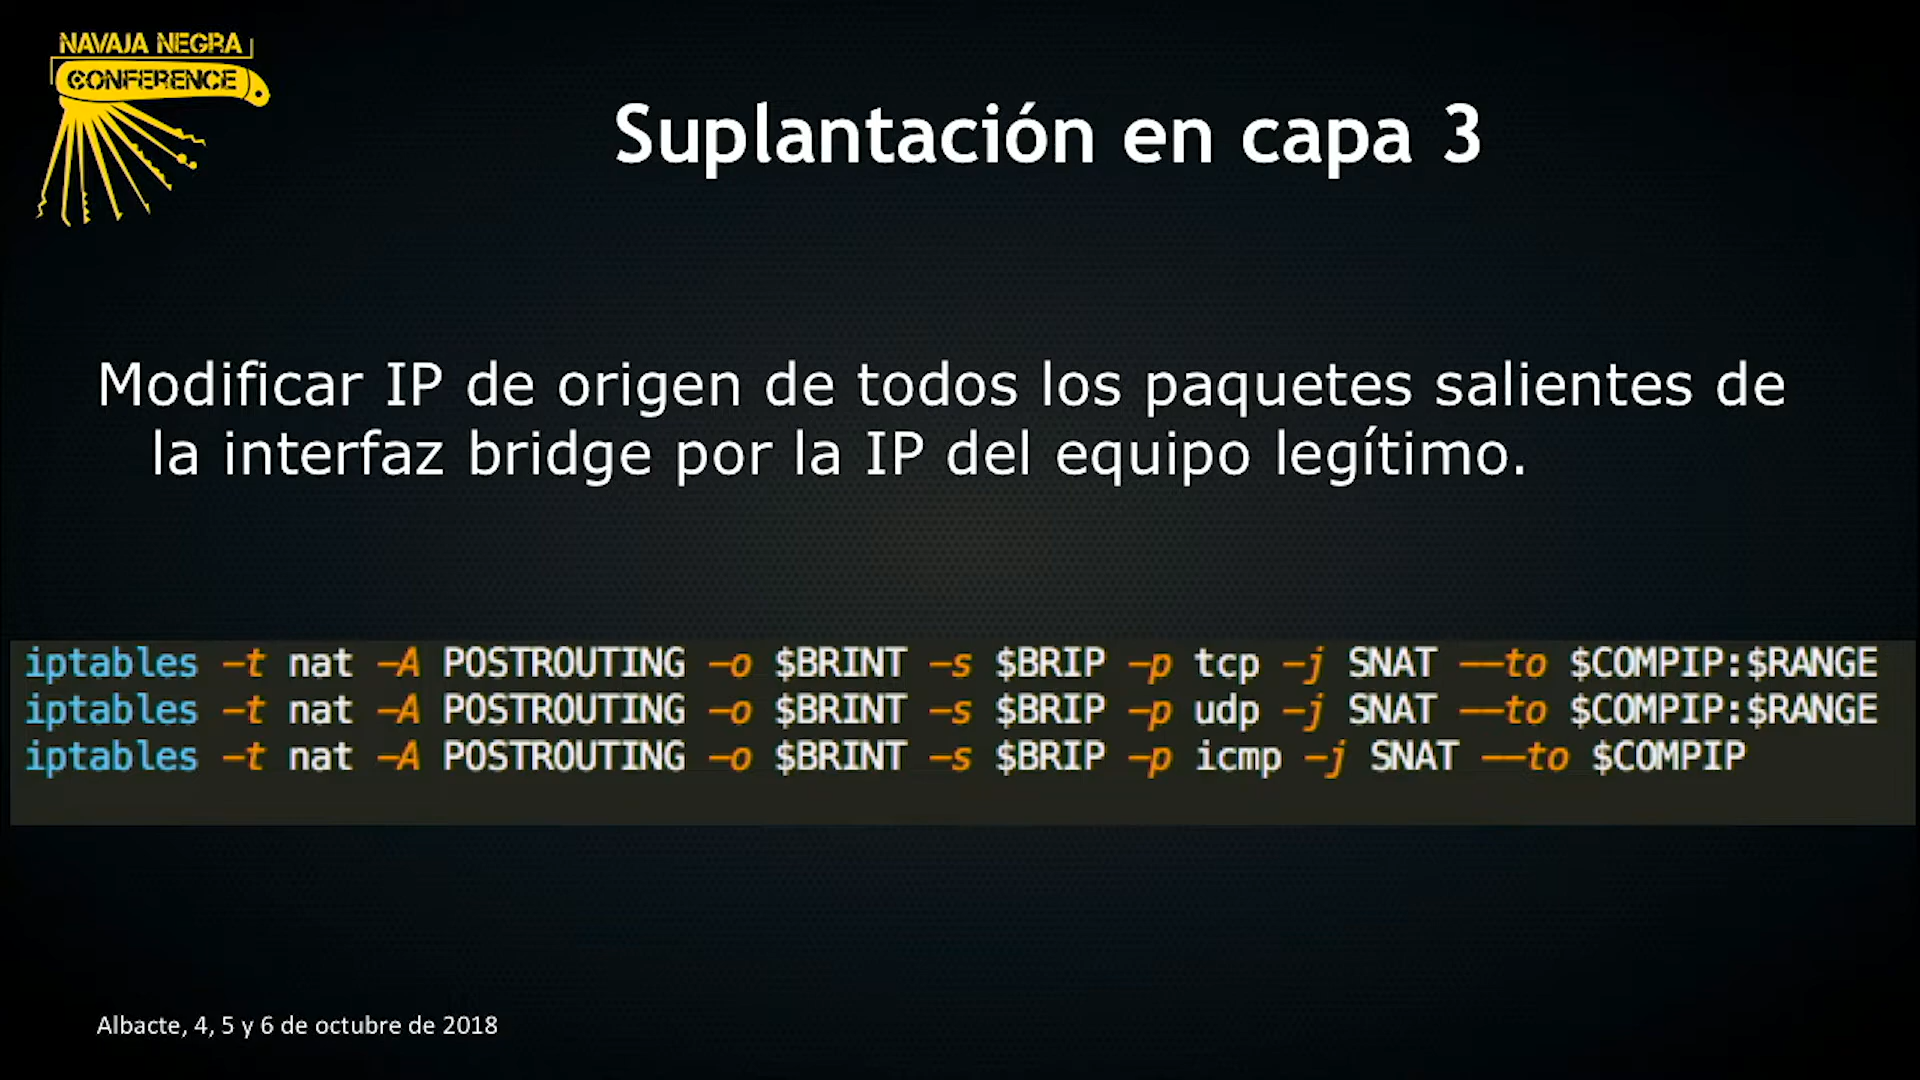 NAVAJA NEGRA
CONFERENCE
Suplantación en capa 3
Modificar IP de origen de todos los paquetes salientes de
la interfaz bridge por la IP del equipo legítimo.
iptables -t nat -A POSTROUTING -o $BRINT -s $BRIP -p tcp -j SNAT --to $COMPIP:$RANGE
iptables -t nat -A POSTROUTING -o $BRINT -s $BRIP -p udp -j SNAT --to $COMPIP:$RANGE
iptables -t nat -A POSTROUTING -o $BRINT -s $BRIP -p icmp -j SNAT --to $COMPIP
Albacte, 4, 5 y 6 de octubre de 2018